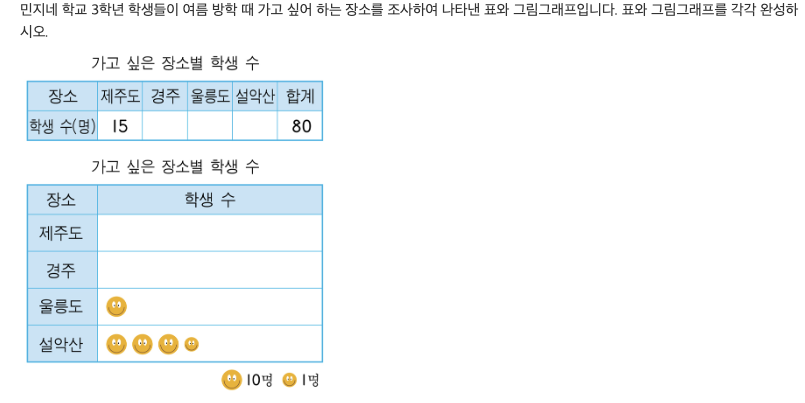 민지네 학교 3학년 학생들이 여름 방학 때 가고 싶어 하는 장소를 조사하여 나타낸 표와 그림그래프입니다. 표와 그림그래프를 각각 완성하
시오.
가고 싶은 장소별 학생 수
장소 제주도 경주 울릉도 설악산 합계
학생 수(명) 15 80
가고 싶은 장소별 학생 수
장소 학생 수
제주도
경주
울릉도
설악산
10명 1명